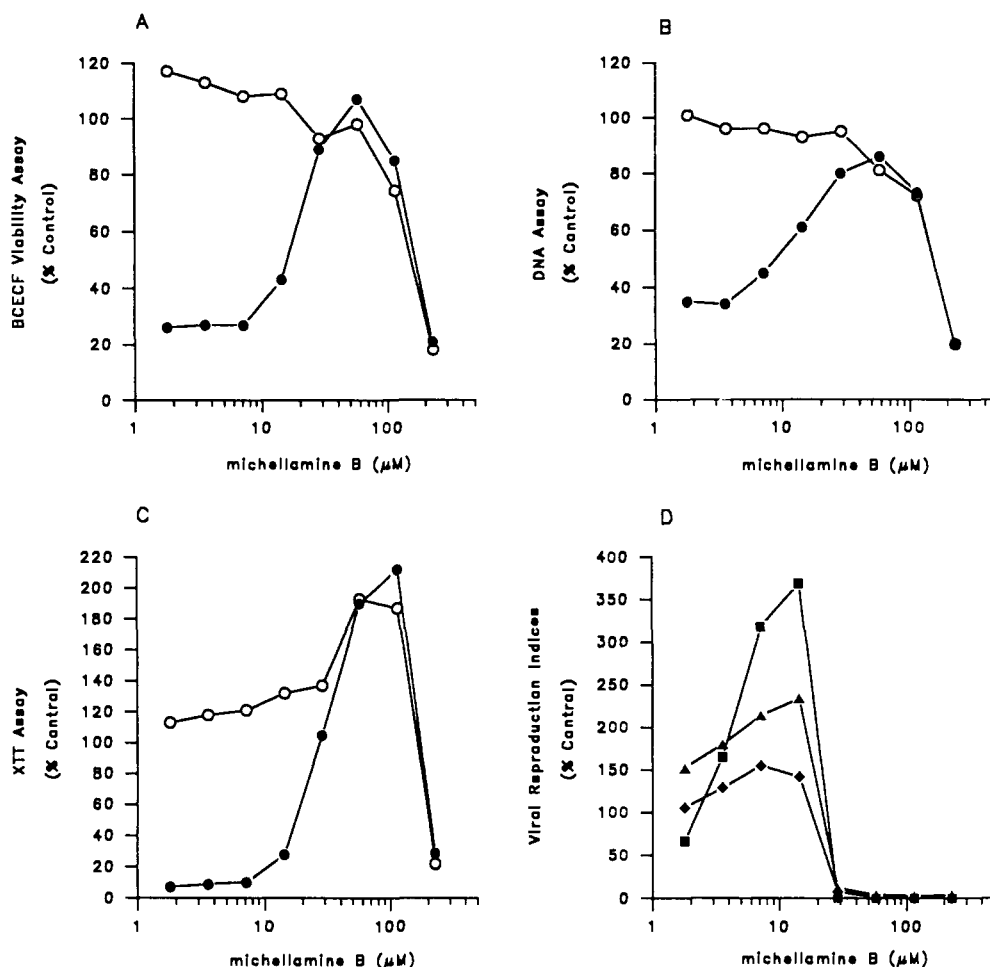 A
BCECF Viability Assay
(% Control)
120
100
80
60
40
20
0
1
10
100
michellamine B (µM)
B
DNA Assay
(% Control)
120
100
80
60
40
20
0
1
10
100
michellamine B (µM)
C
XTT Assay
(% Control)
220
200
180
160
140
120
100
80
60
40
20
0
1
10
100
michellamine B (µM)
D
Viral Reproduction Indices
(% Control)
400
350
300
250
200
150
100
50
0
1
10
100
michellamine B (µM)